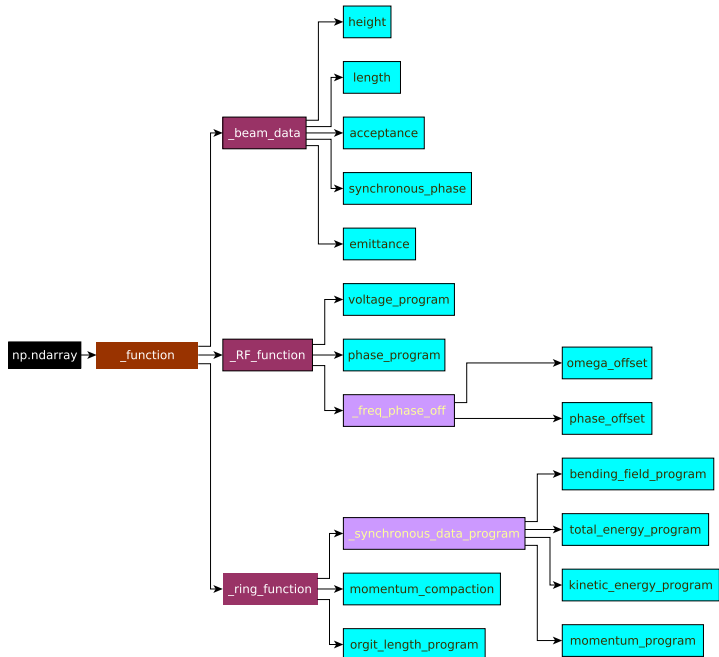 height
length
_beam_data
acceptance
synchronous_phase
emittance
voltage_program
np.ndarray
_function
_RF_function
phase_program
omega_offset
_freq_phase_off
phase_offset
bending_field_program
_synchronous_data_program
total_energy_program
_ring_function
momentum_compaction
kinetic_energy_program
orgit_length_program
momentum_program